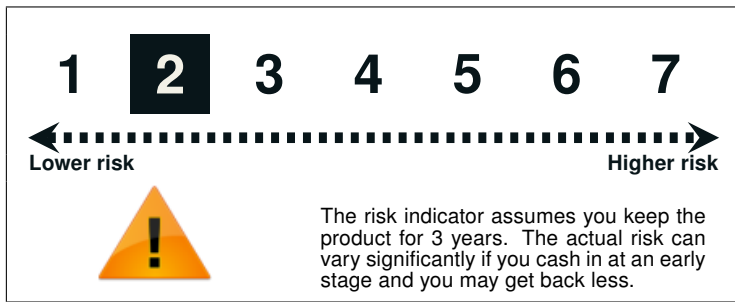 1 2 3 4 5 6 7
Lower risk Higher risk
!
The risk indicator assumes you keep the
product for 3 years. The actual risk can
vary significantly if you cash in at an early
stage and you may get back less.